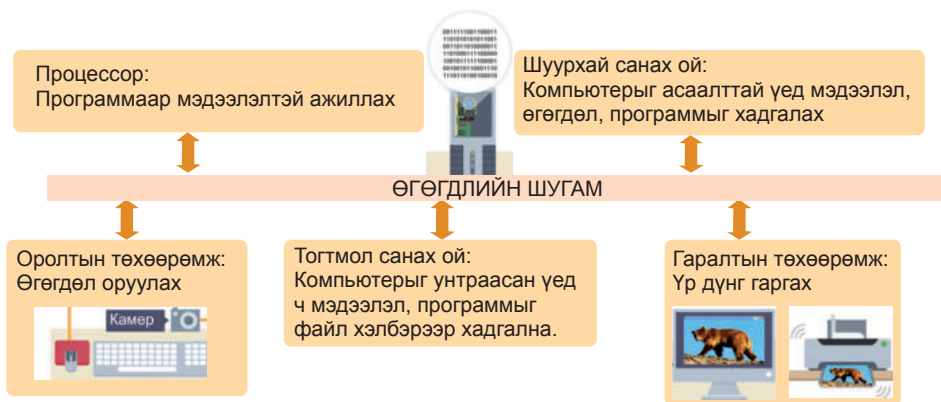 Процессор:
Программаар мэдээлэлтэй ажиллах
Шуурхай санах ой:
Компьютерыг асаалттай үед мэдээлэл,
өгөгдөл, программыг хадгалах
ӨГӨГДЛИЙН ШУГАМ
Оролтын төхөөрөмж:
Өгөгдөл оруулах
Камер
Тогтмол санах ой:
Компьютерыг унтраасан үед
ч мэдээлэл, программыг
файл хэлбэрээр хадгална.
Гаралтын төхөөрөмж:
Үр дүнг гаргах